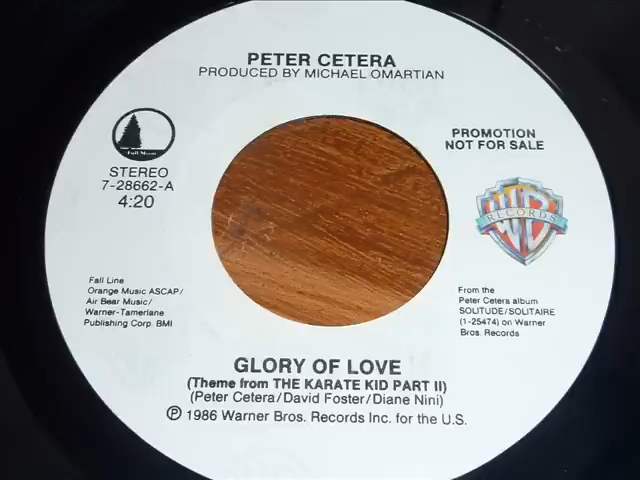 PETER CETERA
PRODUCED BY MICHAEL OMARTIAN
Full Moon
STEREO
7-28662-A
4:20
PROMOTION
NOT FOR SALE
WB
RECORDS
Fall Line
Orange Music ASCAP/
Air Bear Music/
Warner-Tamerlane
Publishing Corp. BMI
From the
Peter Cetera album
SOLITUDE/SOLITAIRE
(1-25474) on Warner
Bros. Records
GLORY OF LOVE
(Theme from THE KARATE KID PART II)
(Peter Cetera/David Foster/Diane Nini)
℗ 1986 Warner Bros. Records Inc. for the U.S.